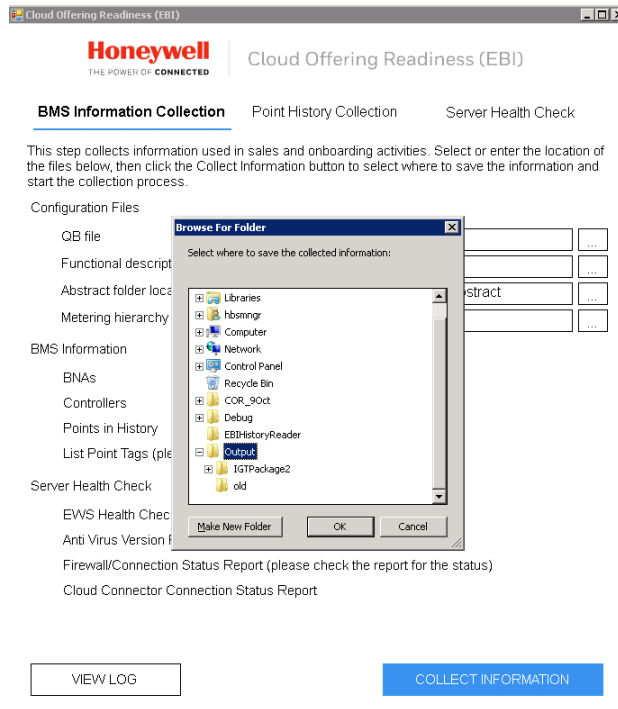 Cloud Offering Readiness (EBI)
Honeywell
THE POWER OF CONNECTED
Cloud Offering Readiness (EBI)
BMS Information Collection Point History Collection Server Health Check
This step collects information used in sales and onboarding activities. Select or enter the location of
the files below, then click the Collect Information button to select where to save the information and
start the collection process.
Configuration Files
QB file
...
Functional descript
...
Abstract folder loca
stract
...
Metering hierarchy
...
BMS Information
BNAs
Controllers
Points in History
List Point Tags (ple
Server Health Check
EWS Health Chec
Anti Virus Version
Firewall/Connection Status Report (please check the report for the status)
Cloud Connector Connection Status Report
Browse For Folder
Select where to save the collected information:
Libraries
hbsmngr
Computer
Network
Control Panel
Recycle Bin
COR_9Oct
Debug
EBIHistoryReader
Output
IGTPackage2
old
Make New Folder OK Cancel
VIEW LOG COLLECT INFORMATION